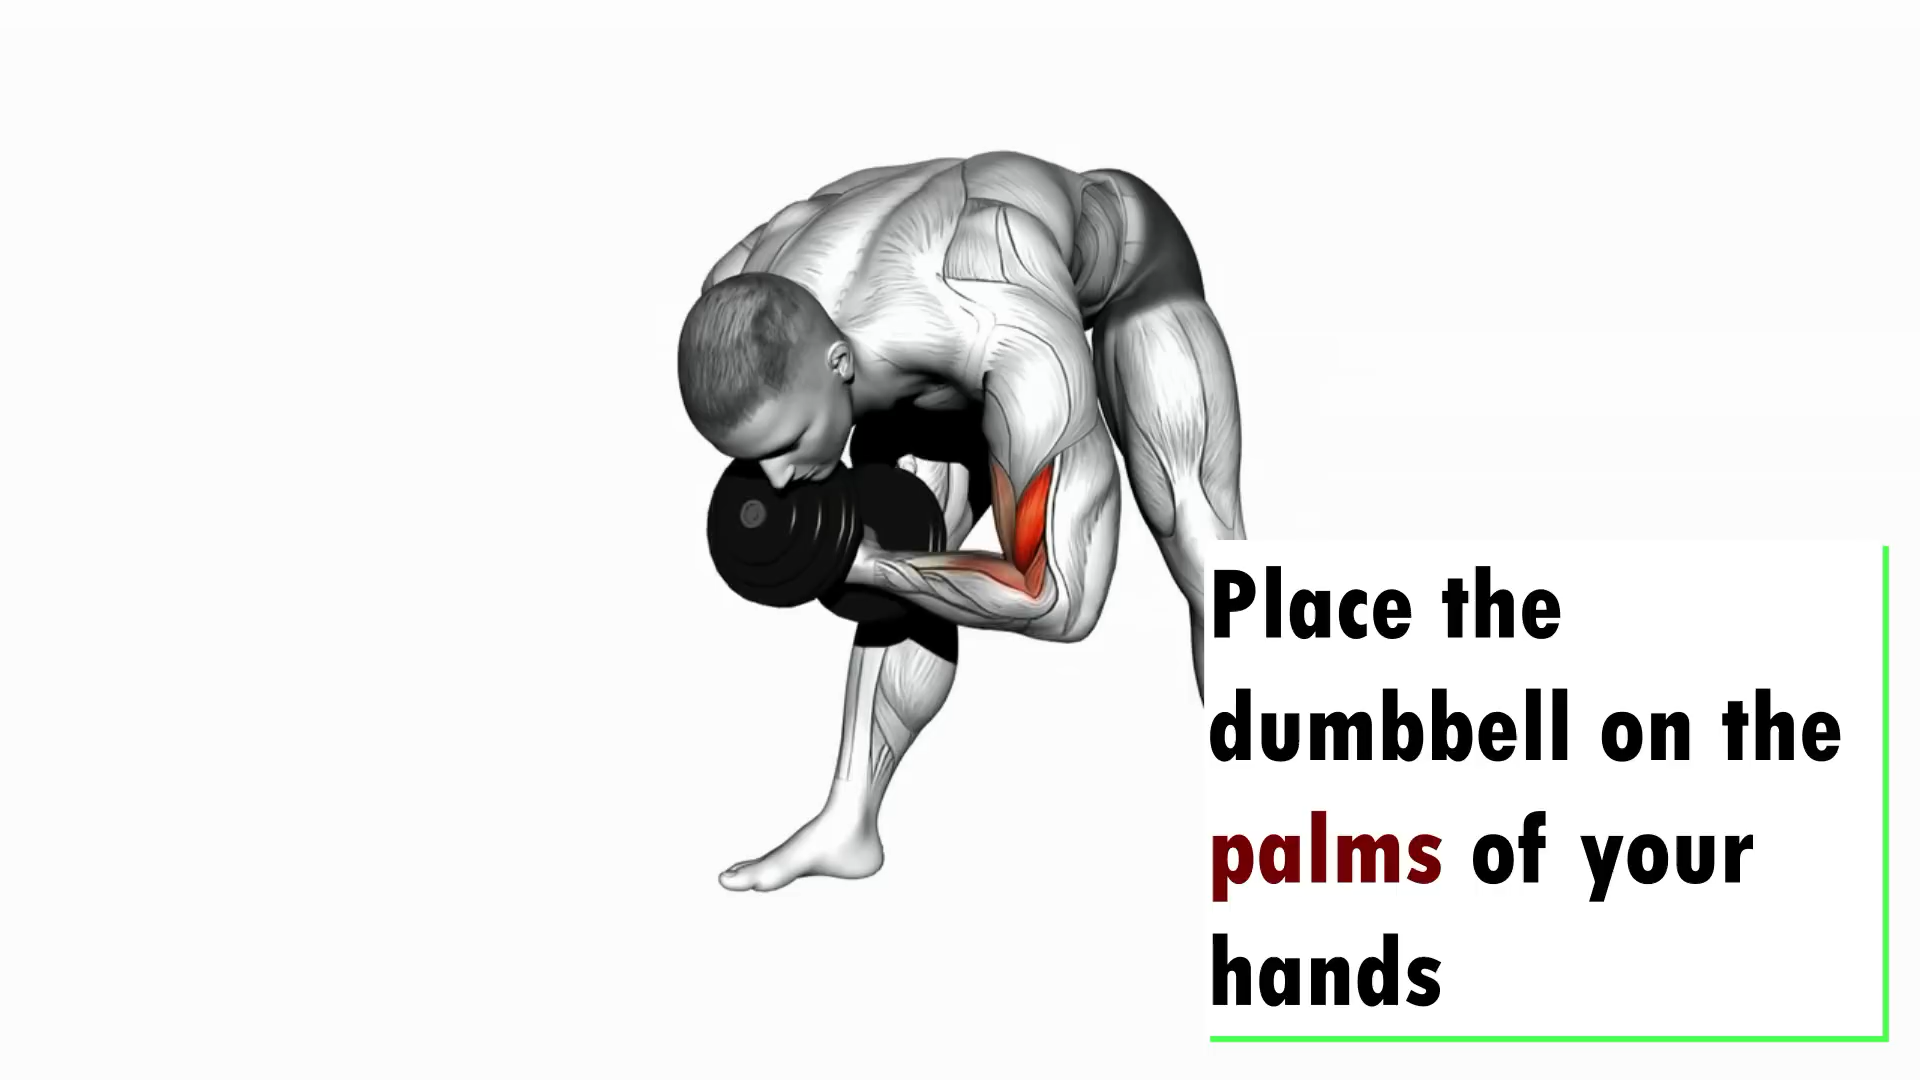 Place the
dumbbell on the
palms of your
hands